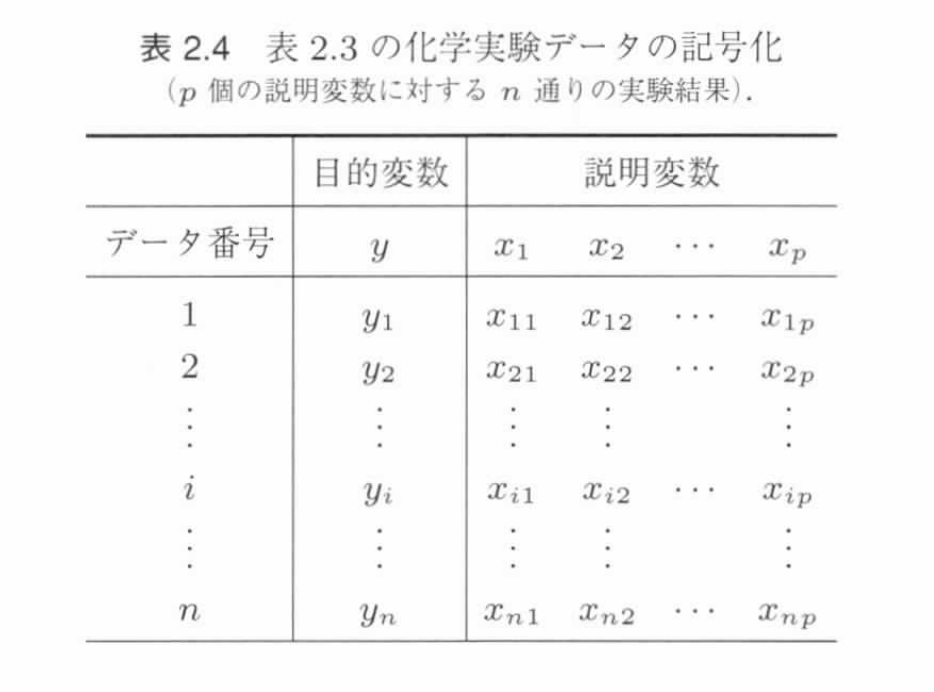 表 2.4 表 2.3 の化学実験データの記号化
(p 個の説明変数に対する n 通りの実験結果).
目的変数 説明変数
データ番号 y x1 x2 ⋯ xp
1 y1 x11 x12 ⋯ x1p
2 y2 x21 x22 ⋯ x2p
⋮ ⋮ ⋮ ⋮ ⋮
i yi xi1 xi2 ⋯ xip
⋮ ⋮ ⋮ ⋮ ⋮
n yn xn1 xn2 ⋯ xnp